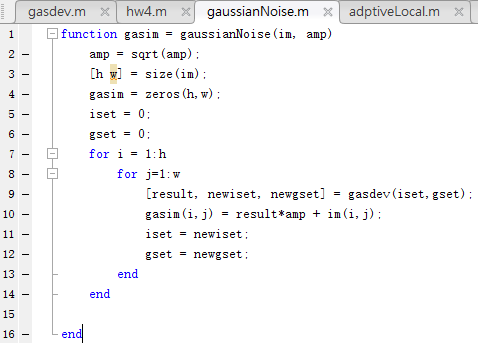 gasdev.m × hw4.m × gaussianNoise.m × adptiveLocal.m ×
1 function gasim = gaussianNoise(im, amp)
2 – amp = sqrt(amp);
3 – [h w] = size(im);
4 – gasim = zeros(h,w);
5 – iset = 0;
6 – gset = 0;
7 – for i = 1:h
8 – for j=1:w
9 – [result, newiset, newgset] = gasdev(iset,gset);
10 – gasim(i,j) = result*amp + im(i,j);
11 – iset = newiset;
12 – gset = newgset;
13 – end
14 – end
15
16 – end